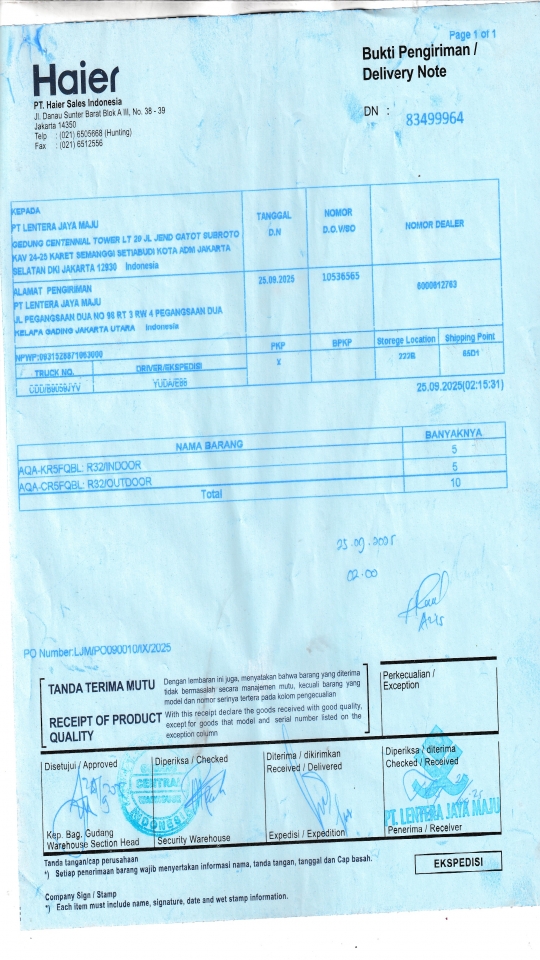 Page 1 of 1
Haier
Bukti Pengiriman /
Delivery Note
PT. Haier Sales Indonesia
Jl. Danau Sunter Barat Blok A III, No. 38 - 39
Jakarta 14350
Telp : (021) 6505668 (Hunting)
Fax : (021) 6512556
DN : 83499964
KEPADA
PT LENTERA JAYA MAJU
GEDUNG CENTENNIAL TOWER LT 29 JL JEND GATOT SUBROTO
KAV 24-25 KARET SEMANGGI SETIABUDI KOTA ADM JAKARTA
SELATAN DKI JAKARTA 12930 Indonesia
TANGGAL
D.N
NOMOR
D.O.W/SO
NOMOR DEALER
ALAMAT PENGIRIMAN
PT LENTERA JAYA MAJU
JL PEGANGSAAN DUA NO 98 RT 3 RW 4 PEGANGSAAN DUA
KELAPA GADING JAKARTA UTARA Indonesia
25.09.2025
10536565
6000012763
NPWP:0931528871063000
PKP
BPKP
Storege Location
Shipping Point
TRUCK NO.
DRIVER/EKSPEDISI
X
223B
65D1
YUDA/E89
25.09.2025(02:15:31)
NAMA BARANG
BANYAKNYA
AQA-KR5FQBL: R32/INDOOR
5
AQA-CR5FQBL: R32/OUTDOOR
5
Total
10
25.09.2025
02.00
Azis
PO Number:LJM/PO090010/IX/2025
TANDA TERIMA MUTU
Dengan lembaran ini juga, menyatakan bahwa barang yang diterima
tidak bermasalah secara manajemen mutu, kecuali barang yang
model dan nomor serinya tertera pada kolom pengecualian
RECEIPT OF PRODUCT
QUALITY
With this receipt declare the goods received with good quality,
except for goods that model and serial number listed on the
exception column
Perkecualian /
Exception
Disetujui / Approved
Diperiksa / Checked
Diterima / dikirimkan
Received / Delivered
Diperiksa / diterima
Checked / Received
CENTRAL
INDONESIA
PT. LENTERA JAYA MAJU
Kep. Bag. Gudang
Warehouse Section Head
Security Warehouse
Expedisi / Expedition
Penerima / Receiver
Tanda tangan/cap perusahaan
*) Setiap penerimaan barang wajib menyertakan informasi nama, tanda tangan, tanggal dan Cap basah.
EKSPEDISI
Company Sign / Stamp
*) Each item must include name, signature, date and wet stamp information.